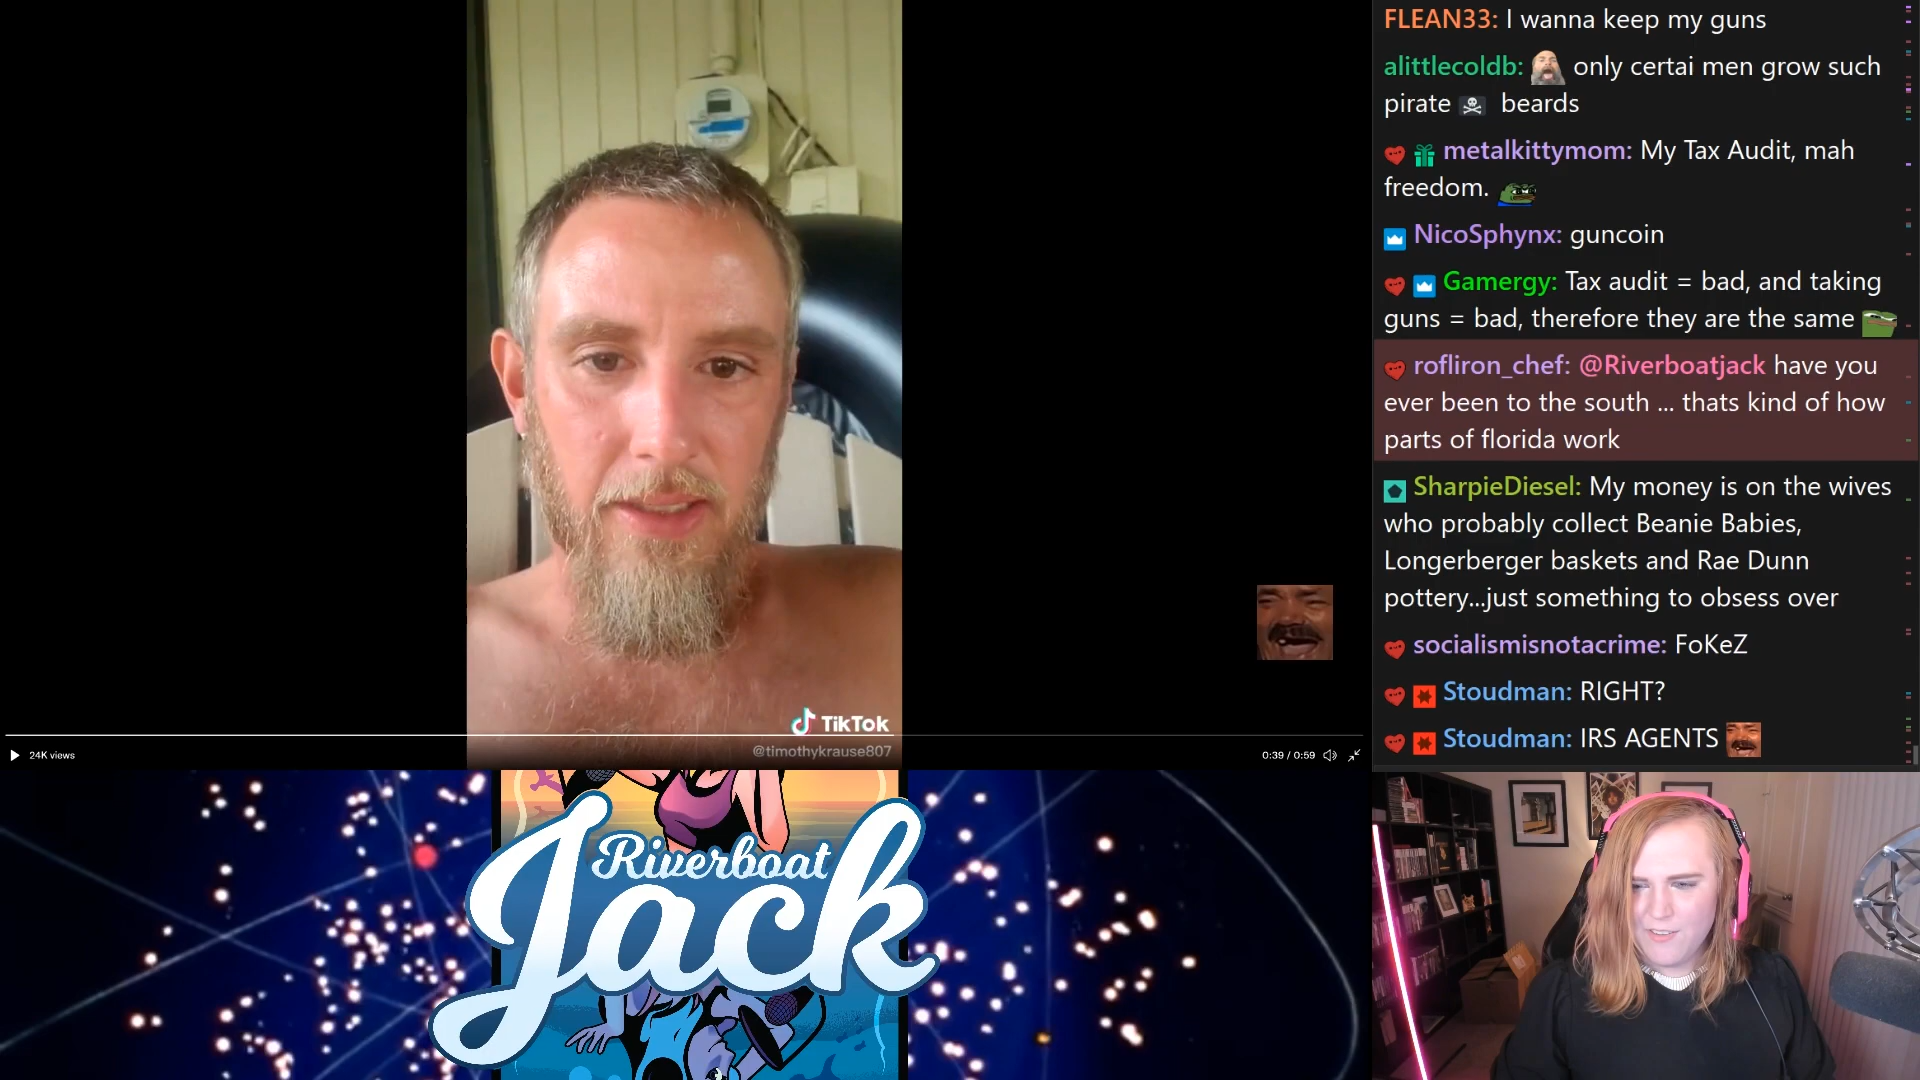 FLEAN33: I wanna keep my guns
alittlecoldb: only certai men grow such
pirate beards
metalkittymom: My Tax Audit, mah
freedom.
NicoSphynx: guncoin
Gamergy: Tax audit = bad, and taking
guns = bad, therefore they are the same
rofliron_chef: @Riverboatjack have you
ever been to the south ... thats kind of how
parts of florida work
SharpieDiesel: My money is on the wives
who probably collect Beanie Babies,
Longerberger baskets and Rae Dunn
pottery...just something to obsess over
socialismisnotacrime: FoKeZ
Stoudman: RIGHT?
Stoudman: IRS AGENTS
TikTok
@timothykrause807
24K views
0:39 / 0:59
Riverboat
Jack